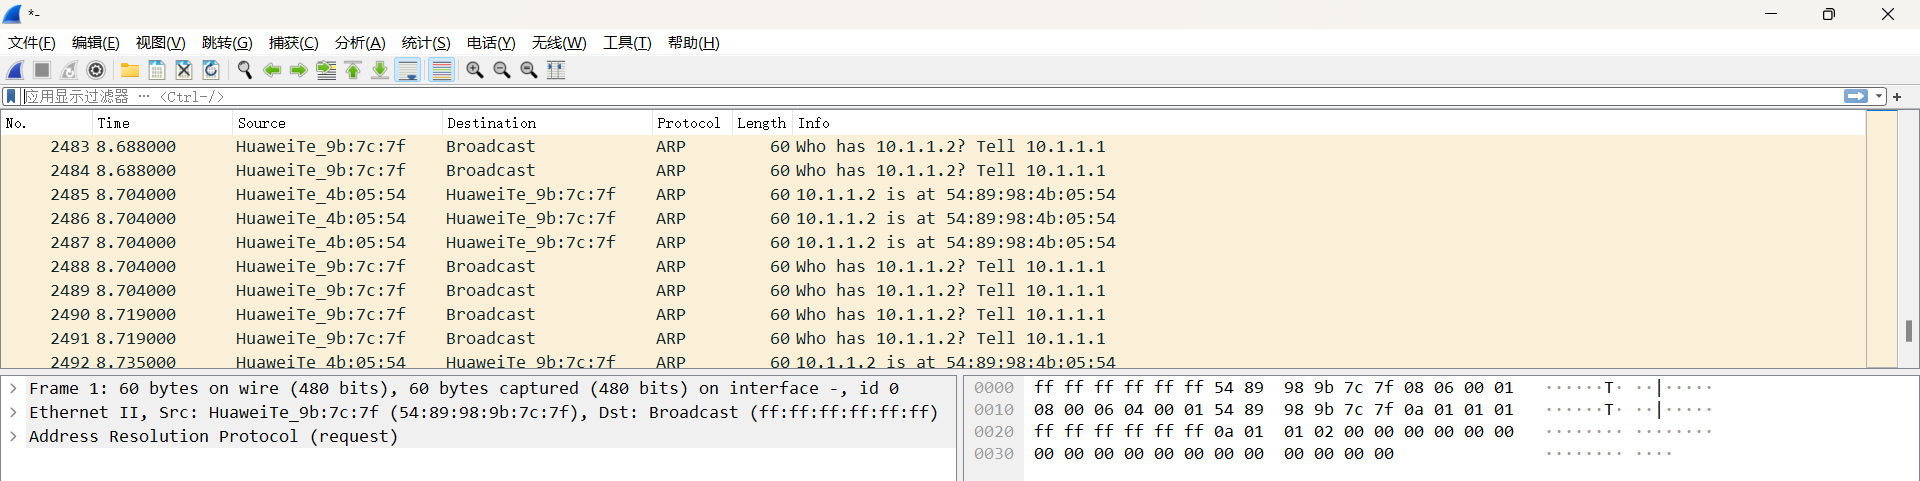 *-
文件(F) 编辑(E) 视图(V) 跳转(G) 捕获(C) 分析(A) 统计(S) 电话(Y) 无线(W) 工具(T) 帮助(H)
应用显示过滤器 … <Ctrl-/>
No. Time Source Destination Protocol Length Info
2483 8.688000 HuaweiTe_9b:7c:7f Broadcast ARP 60 Who has 10.1.1.2? Tell 10.1.1.1
2484 8.688000 HuaweiTe_9b:7c:7f Broadcast ARP 60 Who has 10.1.1.2? Tell 10.1.1.1
2485 8.704000 HuaweiTe_4b:05:54 HuaweiTe_9b:7c:7f ARP 60 10.1.1.2 is at 54:89:98:4b:05:54
2486 8.704000 HuaweiTe_4b:05:54 HuaweiTe_9b:7c:7f ARP 60 10.1.1.2 is at 54:89:98:4b:05:54
2487 8.704000 HuaweiTe_4b:05:54 HuaweiTe_9b:7c:7f ARP 60 10.1.1.2 is at 54:89:98:4b:05:54
2488 8.704000 HuaweiTe_9b:7c:7f Broadcast ARP 60 Who has 10.1.1.2? Tell 10.1.1.1
2489 8.704000 HuaweiTe_9b:7c:7f Broadcast ARP 60 Who has 10.1.1.2? Tell 10.1.1.1
2490 8.719000 HuaweiTe_9b:7c:7f Broadcast ARP 60 Who has 10.1.1.2? Tell 10.1.1.1
2491 8.719000 HuaweiTe_9b:7c:7f Broadcast ARP 60 Who has 10.1.1.2? Tell 10.1.1.1
2492 8.735000 HuaweiTe_4b:05:54 HuaweiTe_9b:7c:7f ARP 60 10.1.1.2 is at 54:89:98:4b:05:54
Frame 1: 60 bytes on wire (480 bits), 60 bytes captured (480 bits) on interface -, id 0
Ethernet II, Src: HuaweiTe_9b:7c:7f (54:89:98:9b:7c:7f), Dst: Broadcast (ff:ff:ff:ff:ff:ff)
Address Resolution Protocol (request)
0000 ff ff ff ff ff ff 54 89 98 9b 7c 7f 08 06 00 01 ······T· ··|·····
0010 08 00 06 04 00 01 54 89 98 9b 7c 7f 0a 01 01 01 ······T· ··|·····
0020 ff ff ff ff ff ff 0a 01 01 02 00 00 00 00 00 00 ········ ········
0030 00 00 00 00 00 00 00 00 00 00 00 00 ········ ····